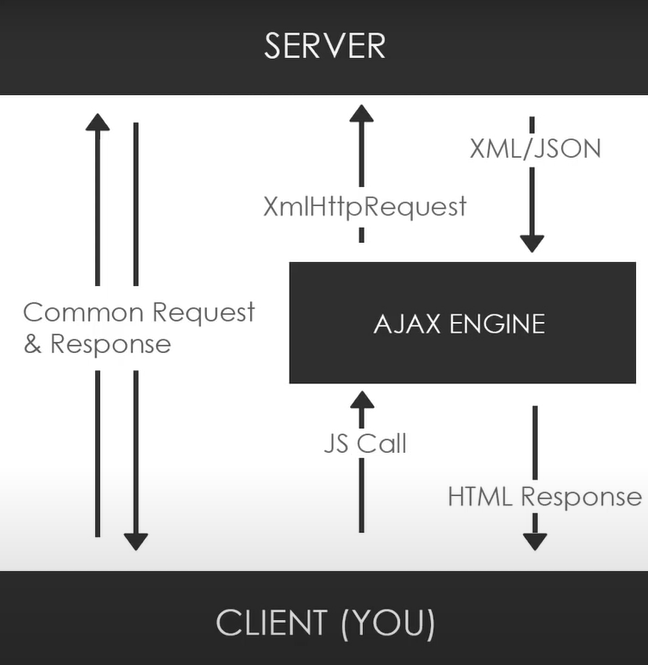 SERVER
XML/JSON
XmlHttpRequest
Common Request
& Response
AJAX ENGINE
JS Call
HTML Response
CLIENT (YOU)